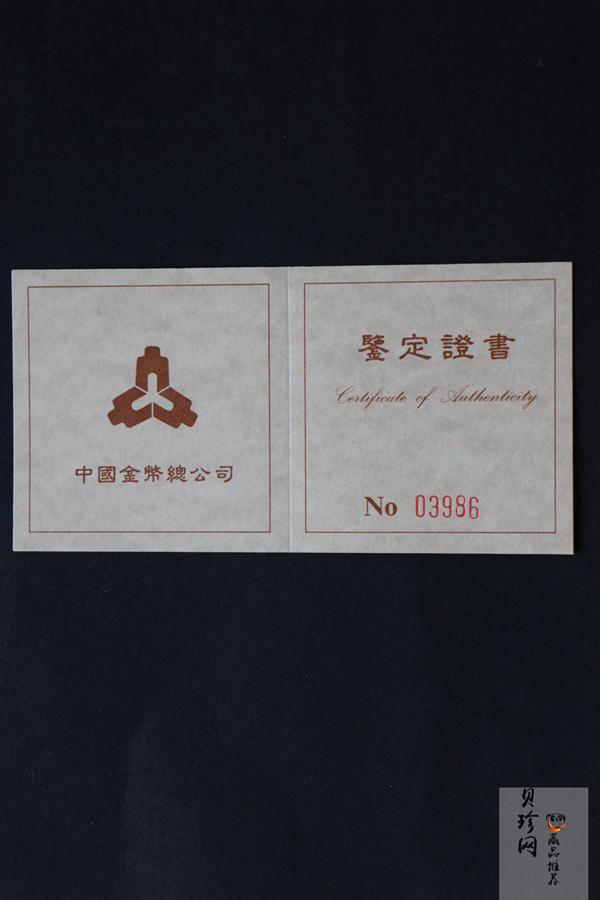 中國金幣總公司
鑒定證書
Certificate of Authenticity
No 03986
贝珍网
藏品推荐